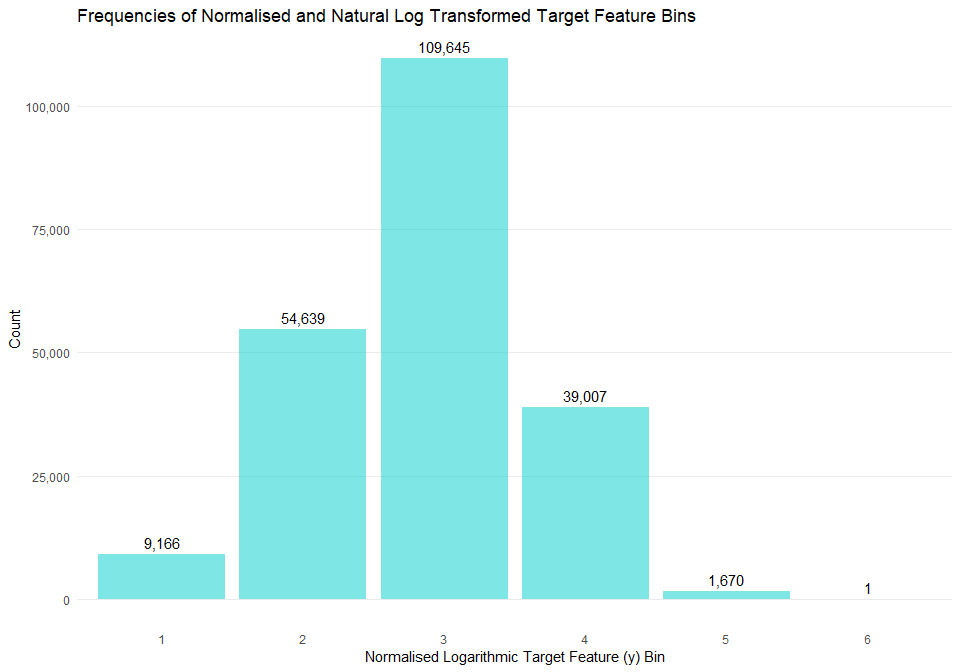 Frequencies of Normalised and Natural Log Transformed Target Feature Bins
109,645
100,000
75,000
54,639
50,000
39,007
25,000
9,166
1,670
1
0
1 2 3 4 5 6
Normalised Logarithmic Target Feature (y) Bin
Count